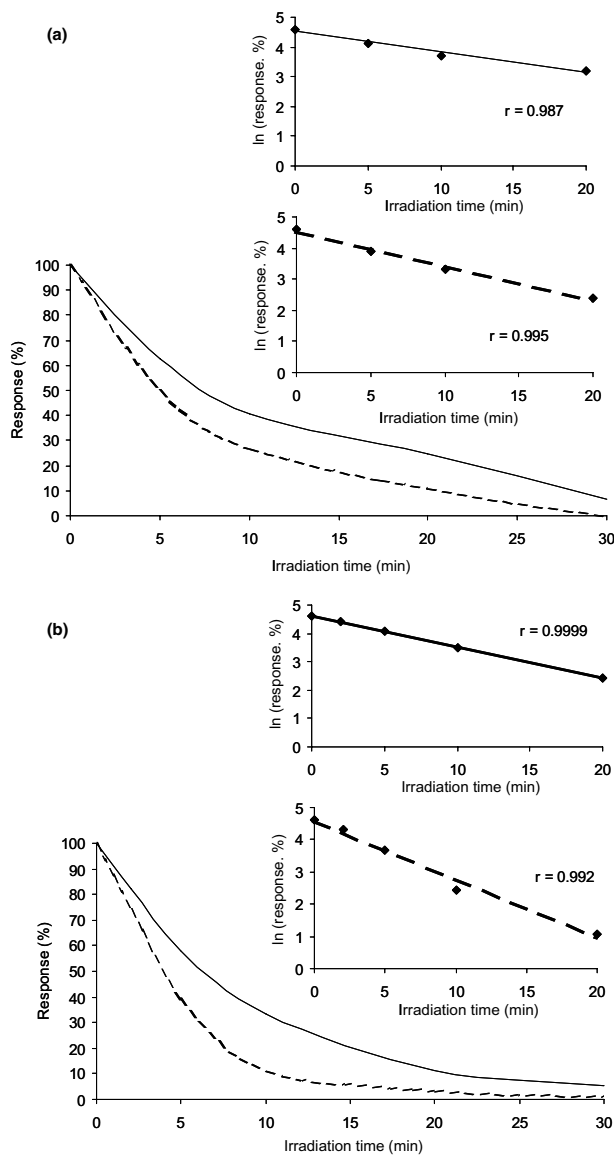 (a)
5
4
3
2
1
0
ln (response. %)
r = 0.987
0 5 10 15 20
Irradiation time (min)
5
4
3
2
1
0
ln (response. %)
r = 0.995
0 5 10 15 20
Irradiation time (min)
100
90
80
70
60
50
40
30
20
10
0
Response (%)
0 5 10 15 20 25 30
Irradiation time (min)
(b)
5
4
3
2
1
0
ln (response. %)
r = 0.9999
0 5 10 15 20
Irradiation time (min)
5
4
3
2
1
0
ln (response. %)
r = 0.992
0 5 10 15 20
Irradiation time (min)
100
90
80
70
60
50
40
30
20
10
0
Response (%)
0 5 10 15 20 25 30
Irradiation time (min)